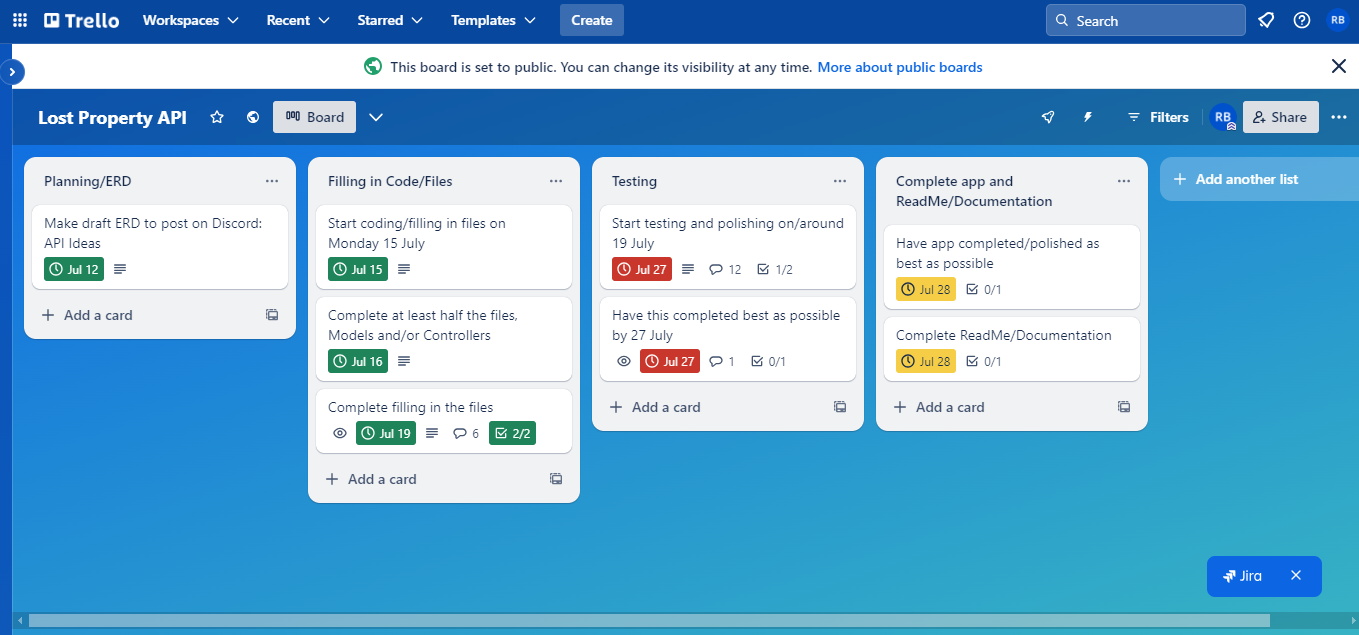 Trello Workspaces Recent Starred Templates Create Search RB
This board is set to public. You can change its visibility at any time. More about public boards
Lost Property API Board Filters RB Share
Planning/ERD
Make draft ERD to post on Discord:
API Ideas
Jul 12
Add a card
Filling in Code/Files
Start coding/filling in files on
Monday 15 July
Jul 15
Complete at least half the files,
Models and/or Controllers
Jul 16
Complete filling in the files
Jul 19 6 2/2
Add a card
Testing
Start testing and polishing on/around
19 July
Jul 27 12 1/2
Have this completed best as possible
by 27 July
Jul 27 1 0/1
Add a card
Complete app and
ReadMe/Documentation
Have app completed/polished as
best as possible
Jul 28 0/1
Complete ReadMe/Documentation
Jul 28 0/1
Add a card
Add another list
Jira